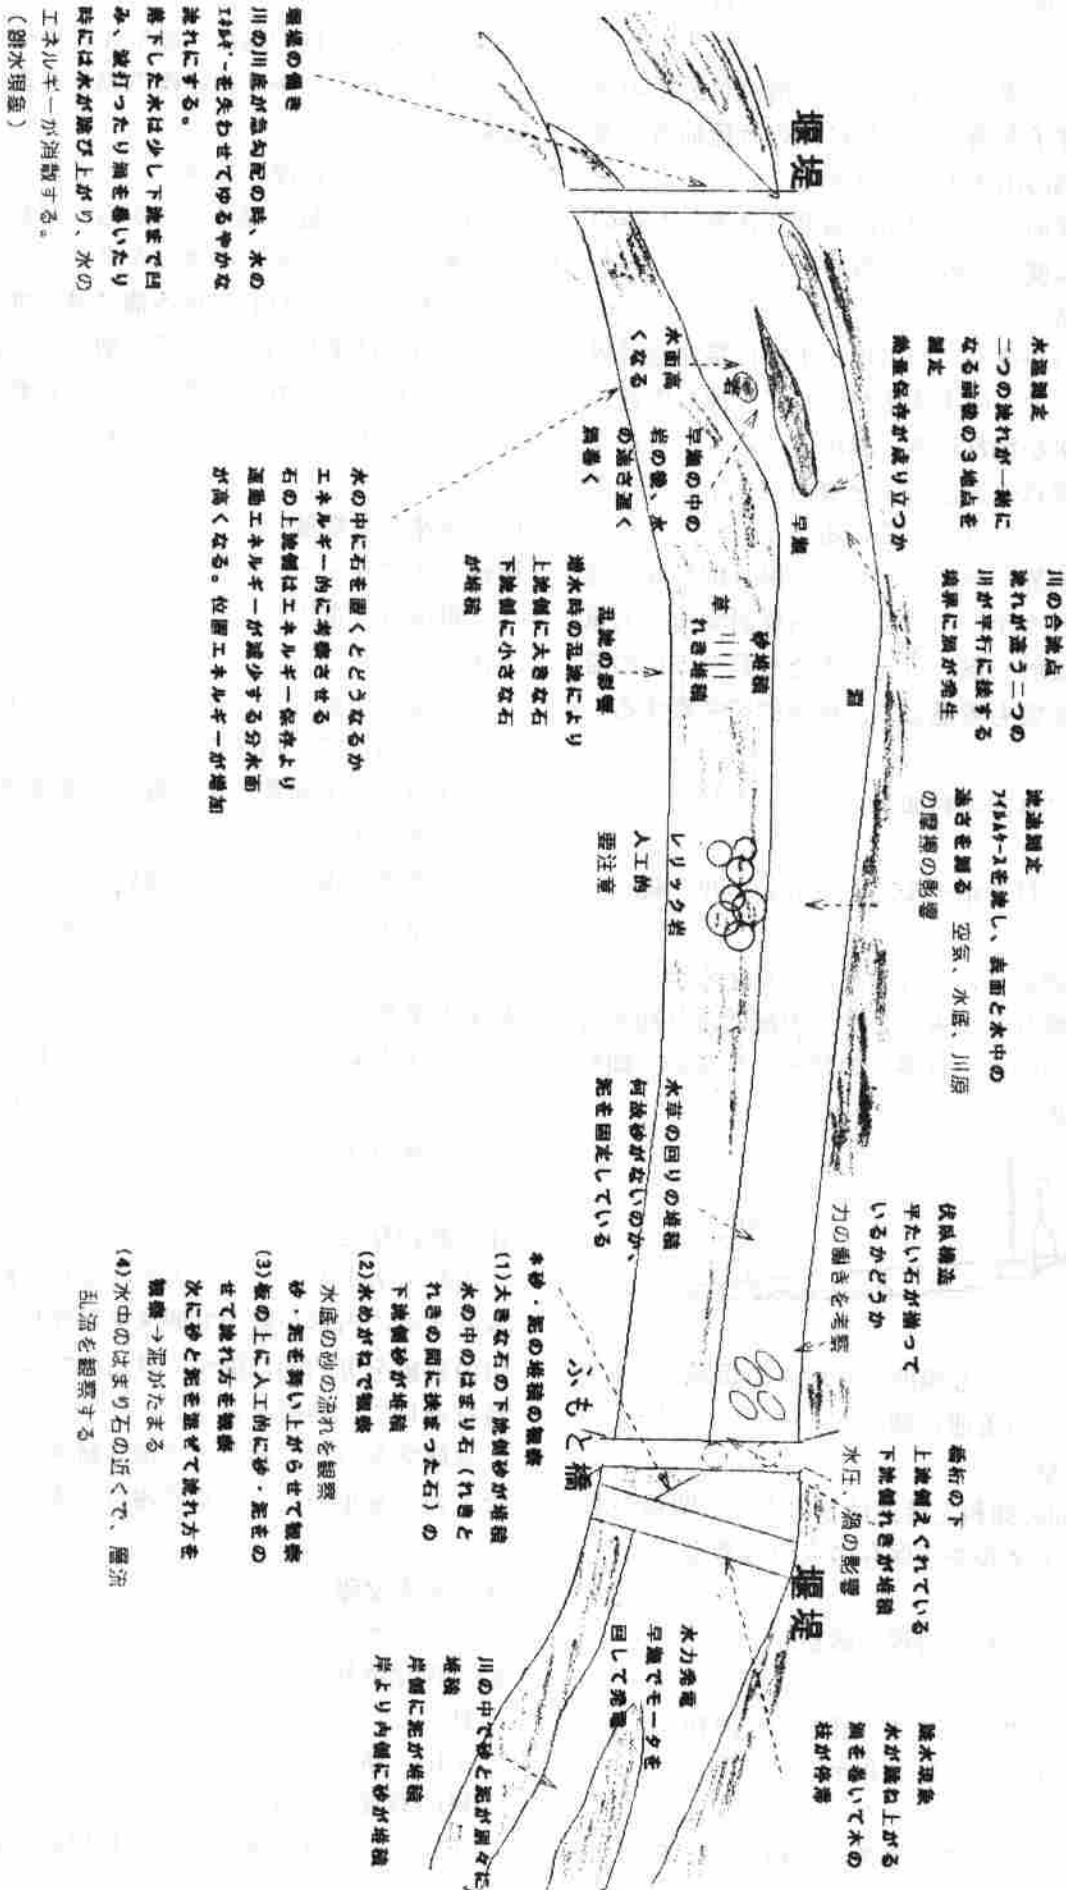 堰堤
水温測定
二つの流れが一緒に
なる前後の3地点を
測定
熱量保存が成り立つか
川の合流点
流れが違う二つの
川が平行に接する
境界に渦が発生
流速測定
フイルムケースを流し、表面と水中の
速さを測る 空気、水底、川原
の摩擦の影響
伏臥構造
平たい石が揃って
いるかどうか
力の働きを考察
橋桁の下
上流側えぐれている
下流側れきが堆積
水圧、渦の影響
跳水現象
水が跳ね上がる
渦を巻いて木の
枝が停滞
堰堤
早瀬
淵
岩
水面高
くなる
早瀬の中の
岩の後、水
の速さ遅く
渦巻く
砂堆積
れき堆積
草
乱流の影響
増水時の乱流により
上流側に大きな石
下流側に小さな石
が堆積
レリック岩
人工的
要注意
水草の回りの堆積
何故砂がないのか、
泥を固定している
ふもと橋
水力発電
早瀬でモータを
回して発電
川の中で砂と泥が別々に
堆積
岸側に泥が堆積
岸より内側に砂が堆積
堰堤の働き
川の川底が急勾配の時、水の
エネルギーを失わせてゆるやかな
流れにする。
落下した水は少し下流まで凹
み、波打ったり渦を巻いたり
時には水が跳び上がり、水の
エネルギーが消散する。
(跳水現象)
水の中に石を置くとどうなるか
エネルギー的に考察させる
石の上流側はエネルギー保存より
運動エネルギーが減少する分水面
が高くなる。位置エネルギーが増加
*砂・泥の堆積の観察
(1)大きな石の下流側砂が堆積
水の中のはまり石(れきと
れきの間に挟まった石)の
下流側砂が堆積
(2)水めがねで観察
水底の砂の流れを観察
砂・泥を舞い上がらせて観察
(3)板の上に人工的に砂・泥をの
せて流れ方を観察
次に砂と泥を混ぜて流れ方を
観察→泥がたまる
(4)水中のはまり石の近くで、層流
乱流を観察する